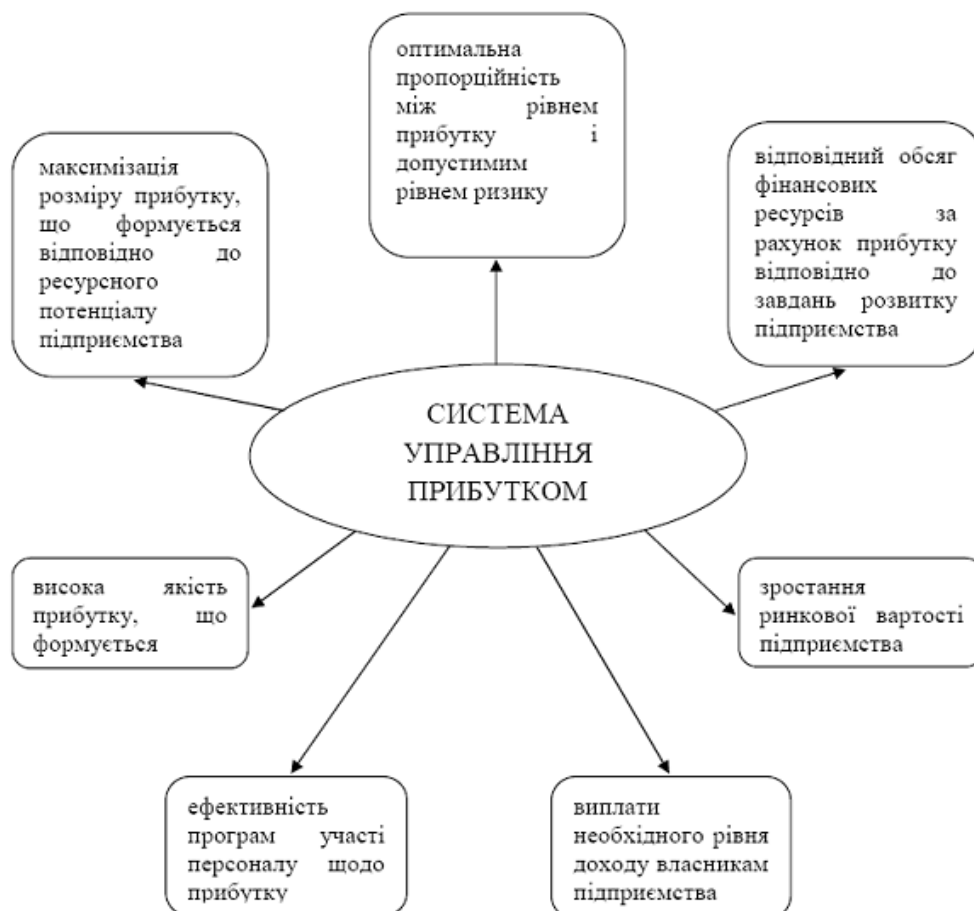 оптимальна
пропорційність
між рівнем
прибутку і
допустимим
рівнем ризику
максимізація
розміру прибутку,
що формується
відповідно до
ресурсного
потенціалу
підприємства
відповідний обсяг
фінансових
ресурсів за
рахунок прибутку
відповідно до
завдань розвитку
підприємства
СИСТЕМА
УПРАВЛІННЯ
ПРИБУТКОМ
висока якість
прибутку, що
формується
зростання
ринкової вартості
підприємства
ефективність
програм участі
персоналу щодо
прибутку
виплати
необхідного рівня
доходу власникам
підприємства